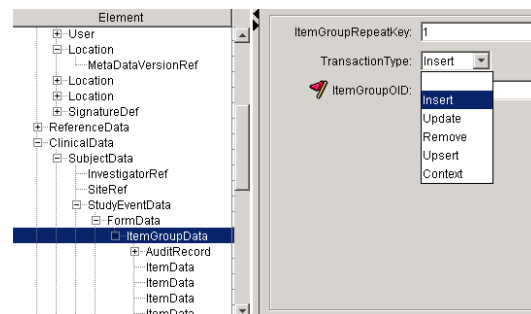 Element
User
Location
MetaDataVersionRef
Location
Location
SignatureDef
ReferenceData
ClinicalData
SubjectData
InvestigatorRef
SiteRef
StudyEventData
FormData
ItemGroupData
AuditRecord
ItemData
ItemData
ItemData
ItemData
ItemGroupRepeatKey: 1
TransactionType: Insert
ItemGroupOID:
Insert
Update
Remove
Upsert
Context